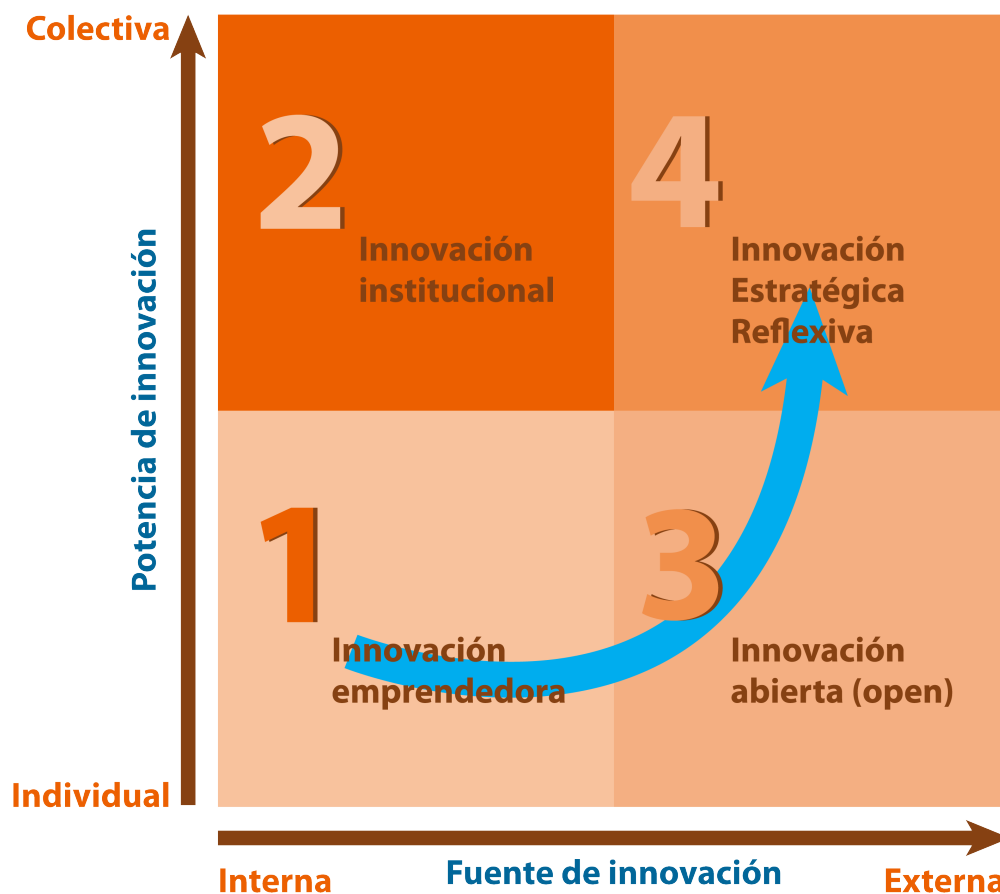 Colectiva
2
4
Innovación
institucional
Innovación
Estratégica
Reflexiva
Potencia de innovación
1
3
Innovación
emprendedora
Innovación
abierta (open)
Individual
Interna
Fuente de innovación
Externa